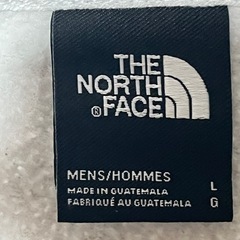 THE
NORTH
FACE
®
MENS/HOMMES
MADE IN GUATEMALA L
FABRIQUÉ AU GUATEMALA G